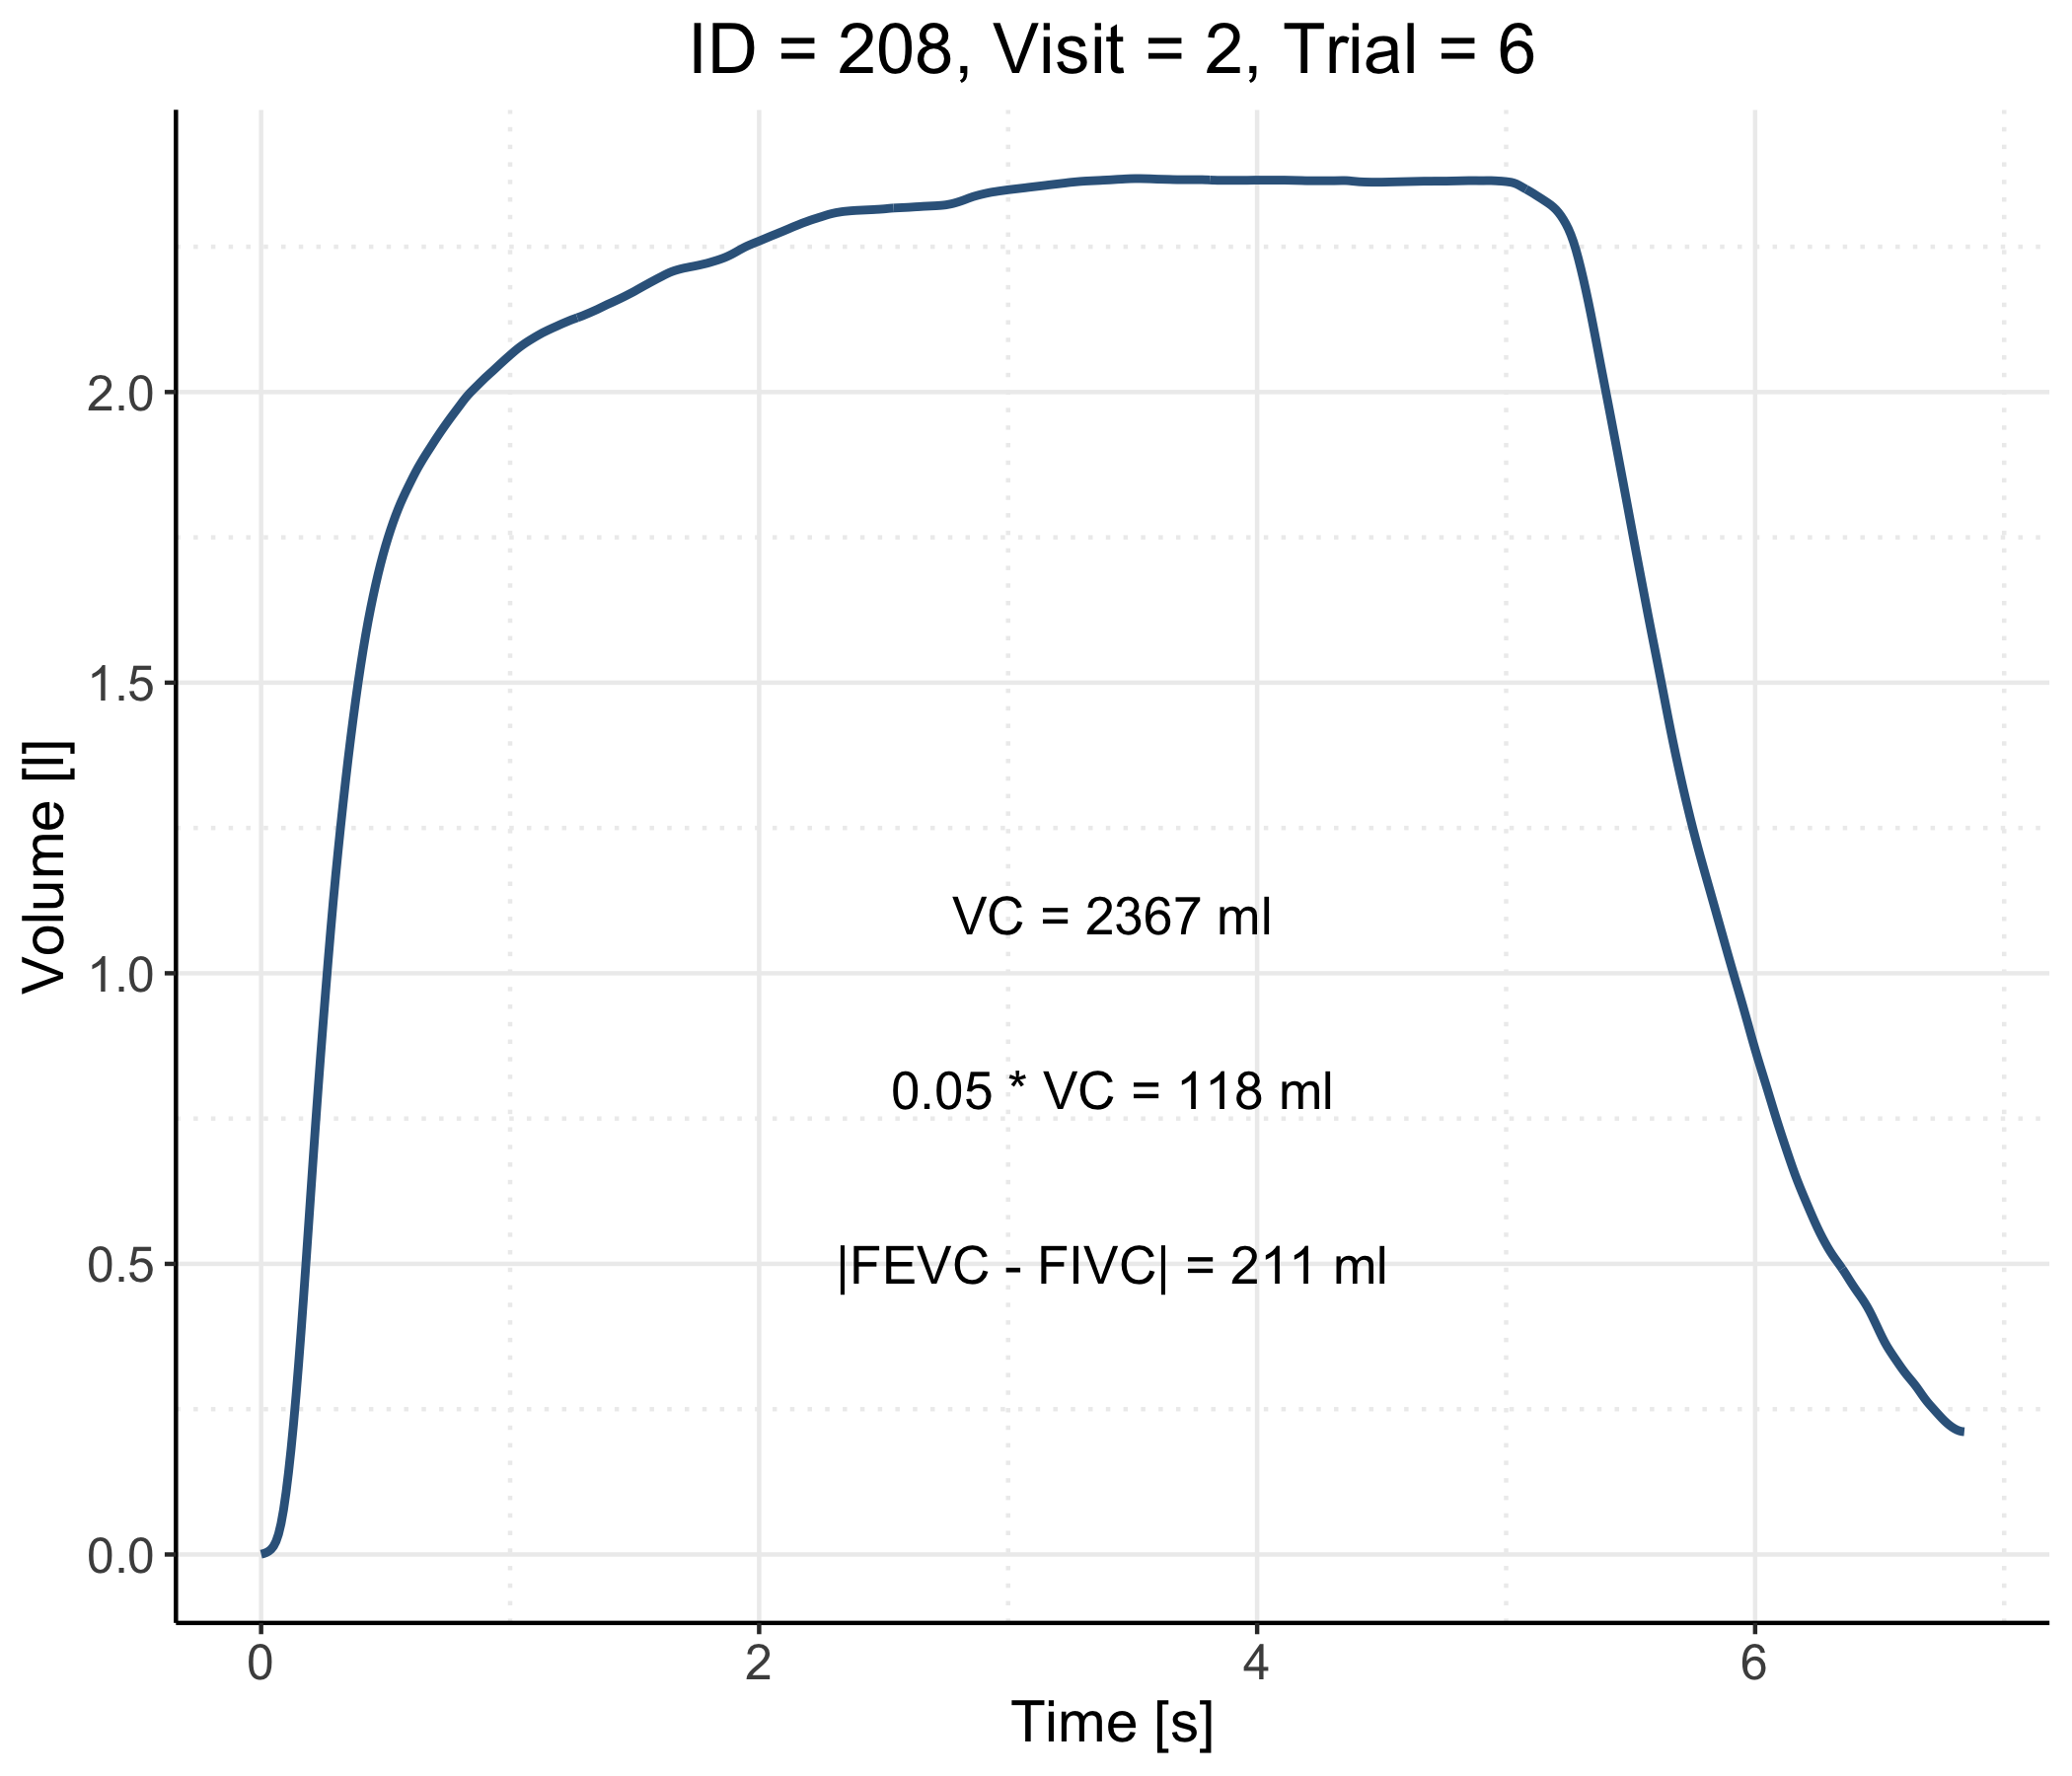 ID = 208, Visit = 2, Trial = 6
Volume [l]
2.0
1.5
1.0
0.5
0.0
VC = 2367 ml
0.05 * VC = 118 ml
|FEVC - FIVC| = 211 ml
0 2 4 6
Time [s]